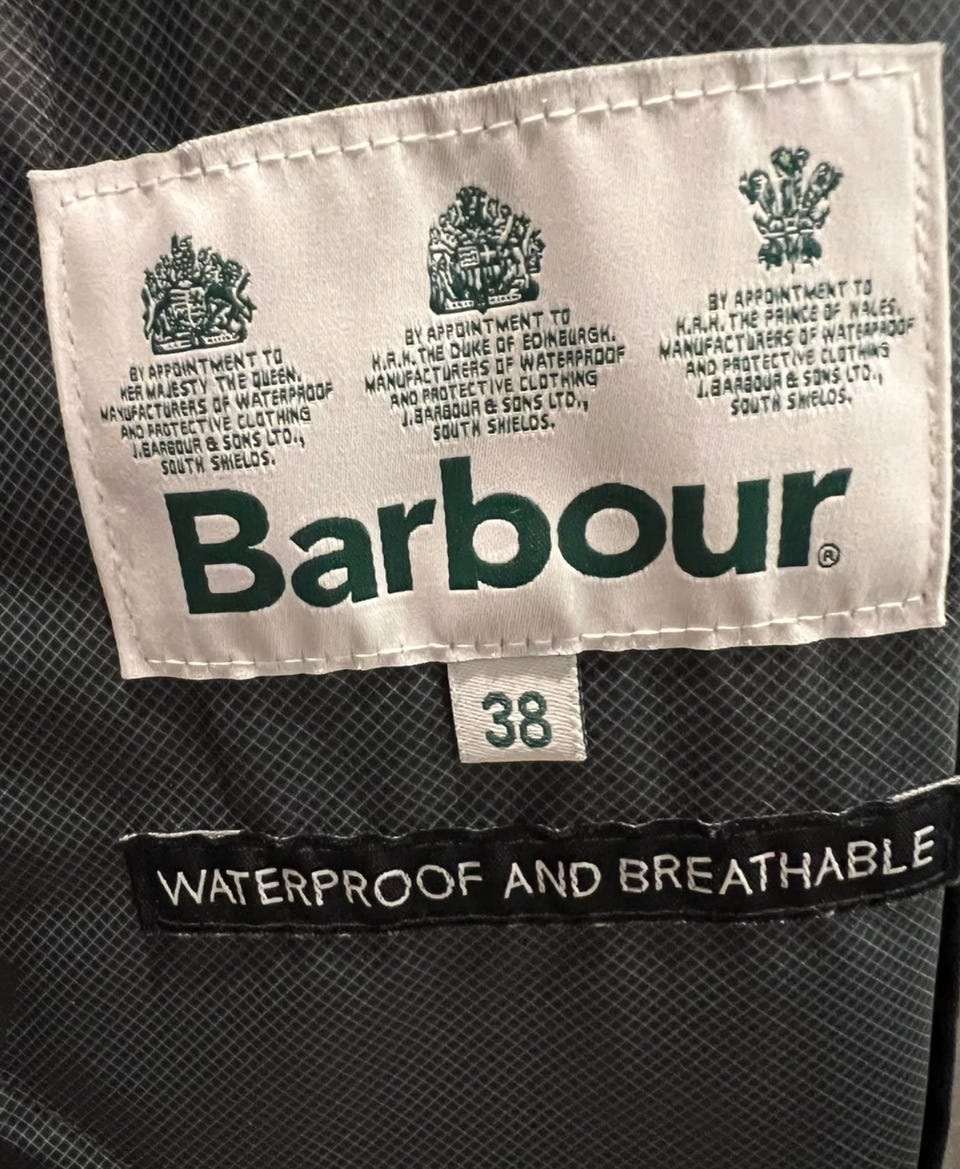 BY APPOINTMENT TO
HER MAJESTY THE QUEEN.
MANUFACTURERS OF WATERPROOF
AND PROTECTIVE CLOTHING
J.BARBOUR & SONS LTD.,
SOUTH SHIELDS.
BY APPOINTMENT TO
H.R.H. THE DUKE OF EDINBURGH.
MANUFACTURERS OF WATERPROOF
AND PROTECTIVE CLOTHING
J.BARBOUR & SONS LTD.,
SOUTH SHIELDS.
BY APPOINTMENT TO
H.R.H. THE PRINCE OF WALES.
MANUFACTURERS OF WATERPROOF
AND PROTECTIVE CLOTHING
J.BARBOUR & SONS LTD.,
SOUTH SHIELDS.
Barbour®
38
WATERPROOF AND BREATHABLE